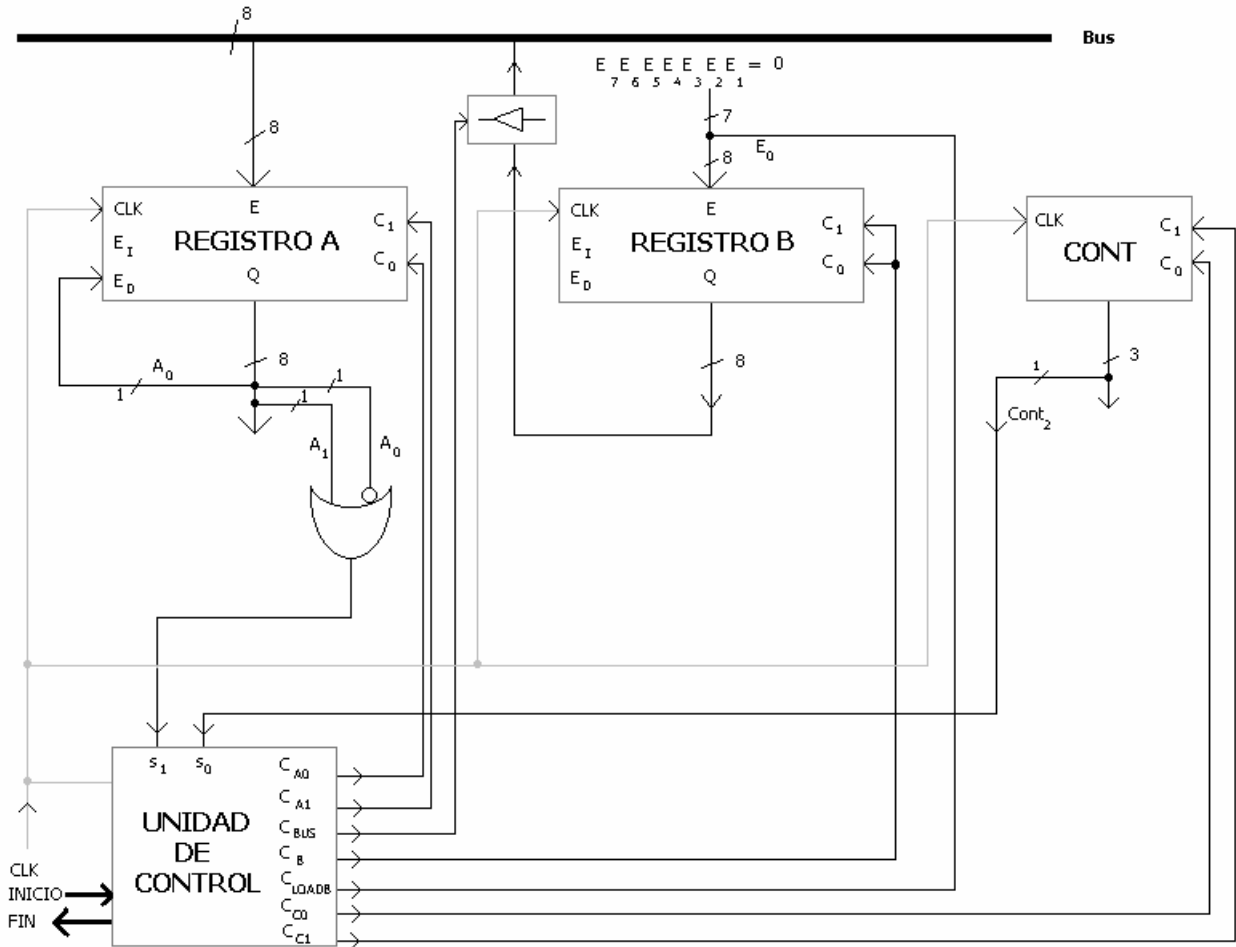 8
Bus
E E E E E E E = 0
7 6 5 4 3 2 1
8
7
E0
8
CLK
E
C1
EI
REGISTRO A
C0
ED
Q
CLK
E
C1
EI
REGISTRO B
C0
ED
Q
CLK
C1
CONT
C0
8
A0
1
1
1
A1
A0
8
3
1
Cont2
s1
s0
CA0
CA1
UNIDAD
DE
CONTROL
CBUS
CB
CLOADB
CC0
CC1
CLK
INICIO
FIN